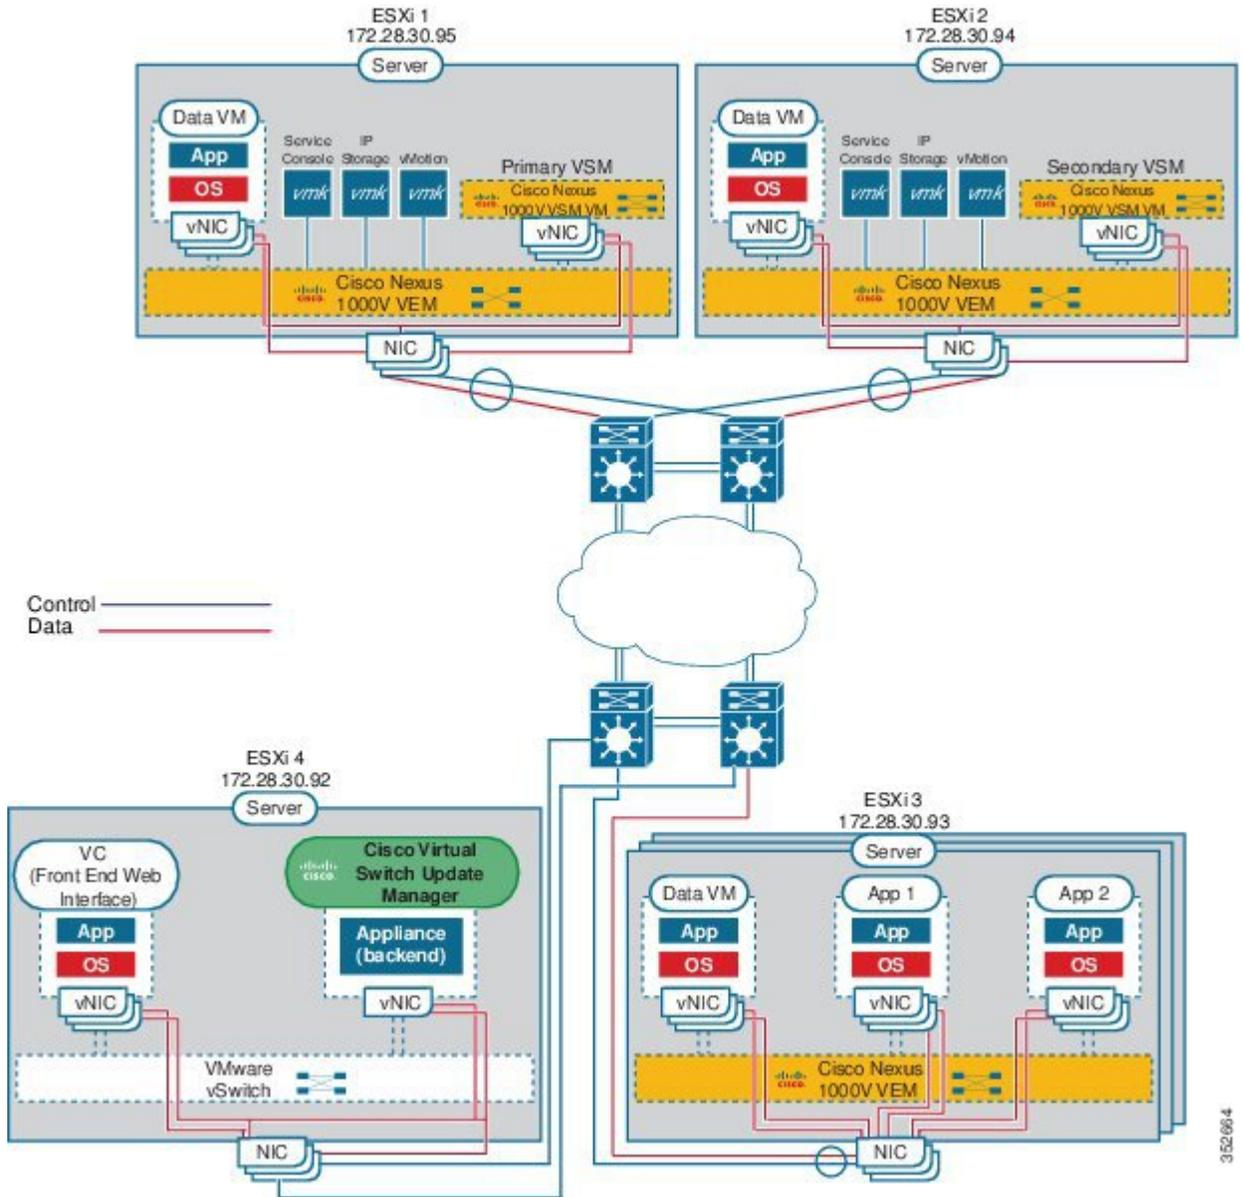 ESXi 1
172.28.30.95
Server
Data VM
App
OS
vNIC
Service
Console
vmk
IP
Storage
vmk
vMotion
vmk
Primary VSM
Cisco Nexus
1000V VSM VM
CISCO
vNIC
Cisco Nexus
1000V VEM
CISCO
NIC
ESXi 2
172.28.30.94
Server
Data VM
App
OS
vNIC
Service
Console
vmk
IP
Storage
vmk
vMotion
vmk
Secondary VSM
Cisco Nexus
1000V VSM VM
CISCO
vNIC
Cisco Nexus
1000V VEM
CISCO
NIC
Control
Data
ESXi 4
172.28.30.92
Server
VC
(Front End Web
Interface)
App
OS
vNIC
CISCO
Cisco Virtual
Switch Update
Manager
Appliance
(backend)
vNIC
VMware
vSwitch
NIC
ESXi 3
172.28.30.93
Server
Data VM
App
OS
vNIC
App 1
App
OS
vNIC
App 2
App
OS
vNIC
CISCO
Cisco Nexus
1000V VEM
NIC
352664